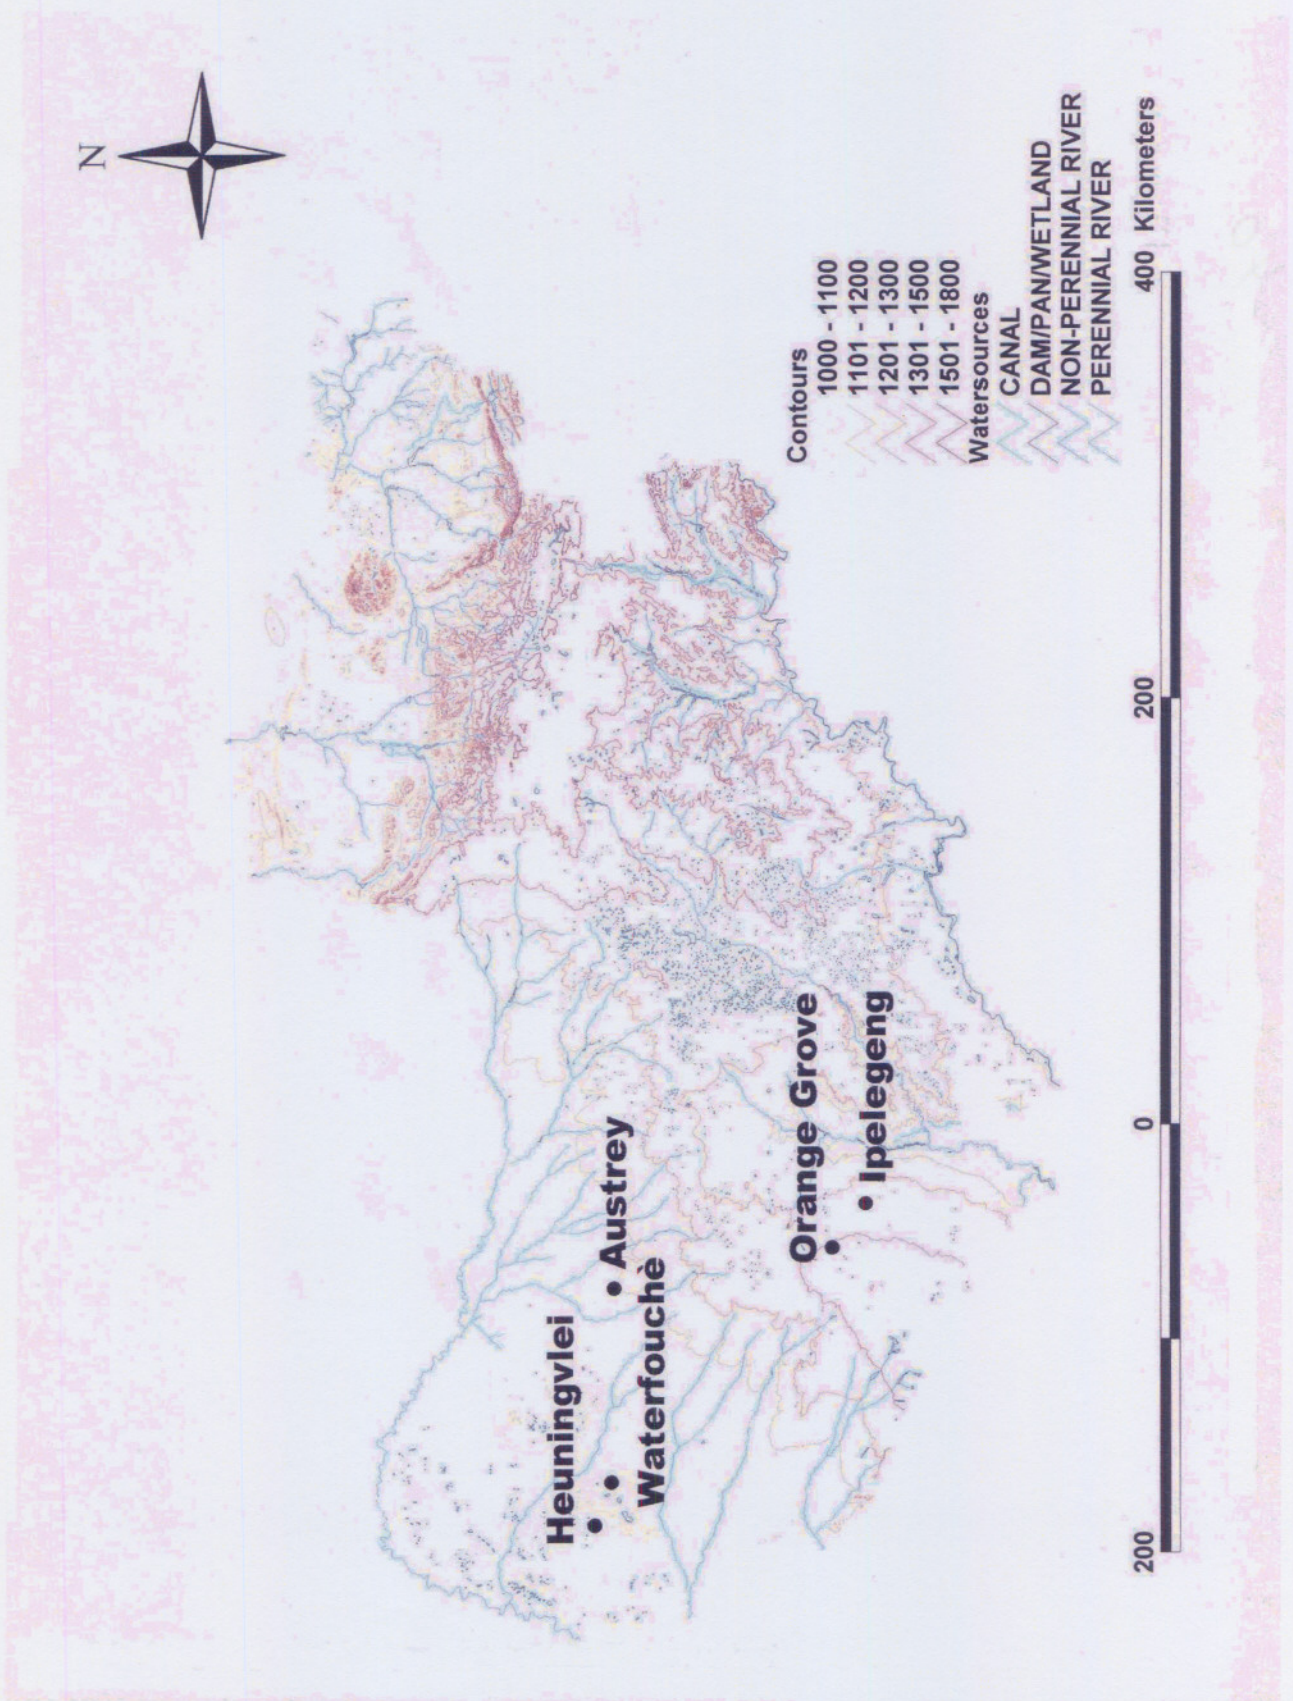 N
Heuningvlei
Waterfouchè
Austrey
Orange Grove
Ipelegeng
Contours
1000 - 1100
1101 - 1200
1201 - 1300
1301 - 1500
1501 - 1800
Watersources
CANAL
DAM/PAN/WETLAND
NON-PERENNIAL RIVER
PERENNIAL RIVER
200 0 200 400 Kilometers